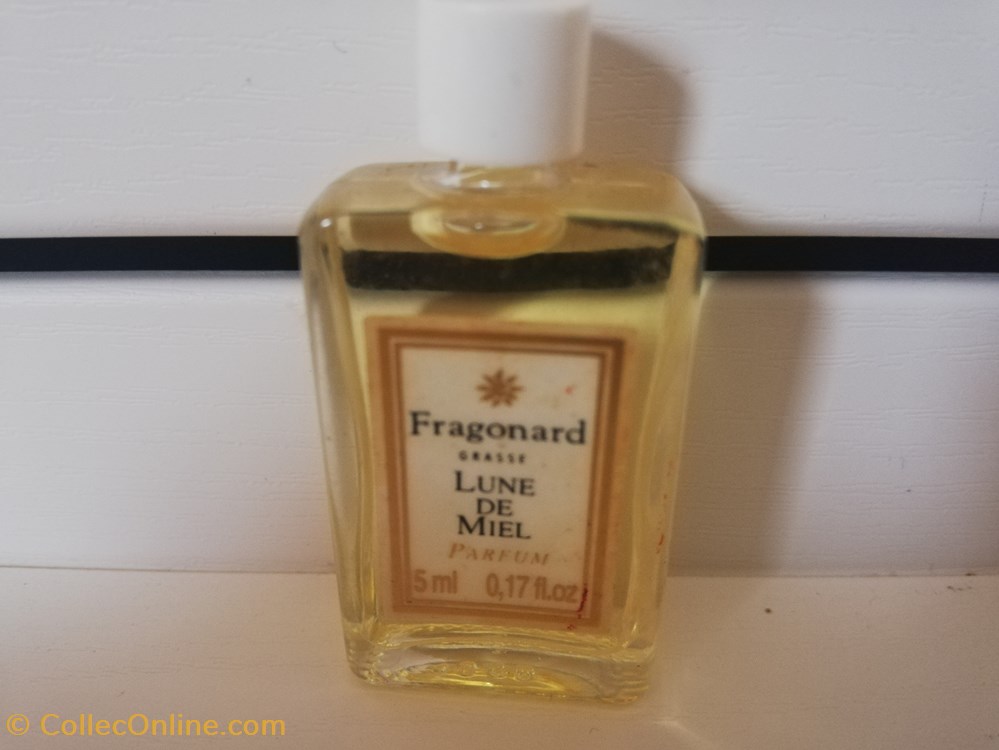 Fragonard
GRASSE
LUNE
DE
MIEL
PARFUM
5 ml 0,17 fl.oz
© CollecOnline.com